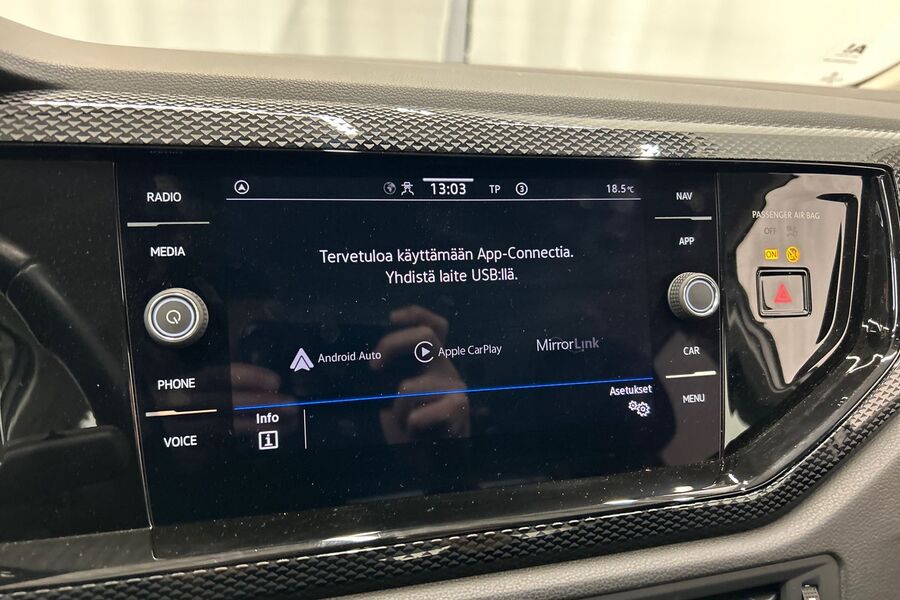 RADIO
MEDIA
PHONE
VOICE
13:03 TP 3 18.5°C
Tervetuloa käyttämään App-Connectia.
Yhdistä laite USB:llä.
Android Auto Apple CarPlay MirrorLink
Info
Asetukset
NAV
APP
CAR
MENU
PASSENGER AIR BAG
OFF
ON